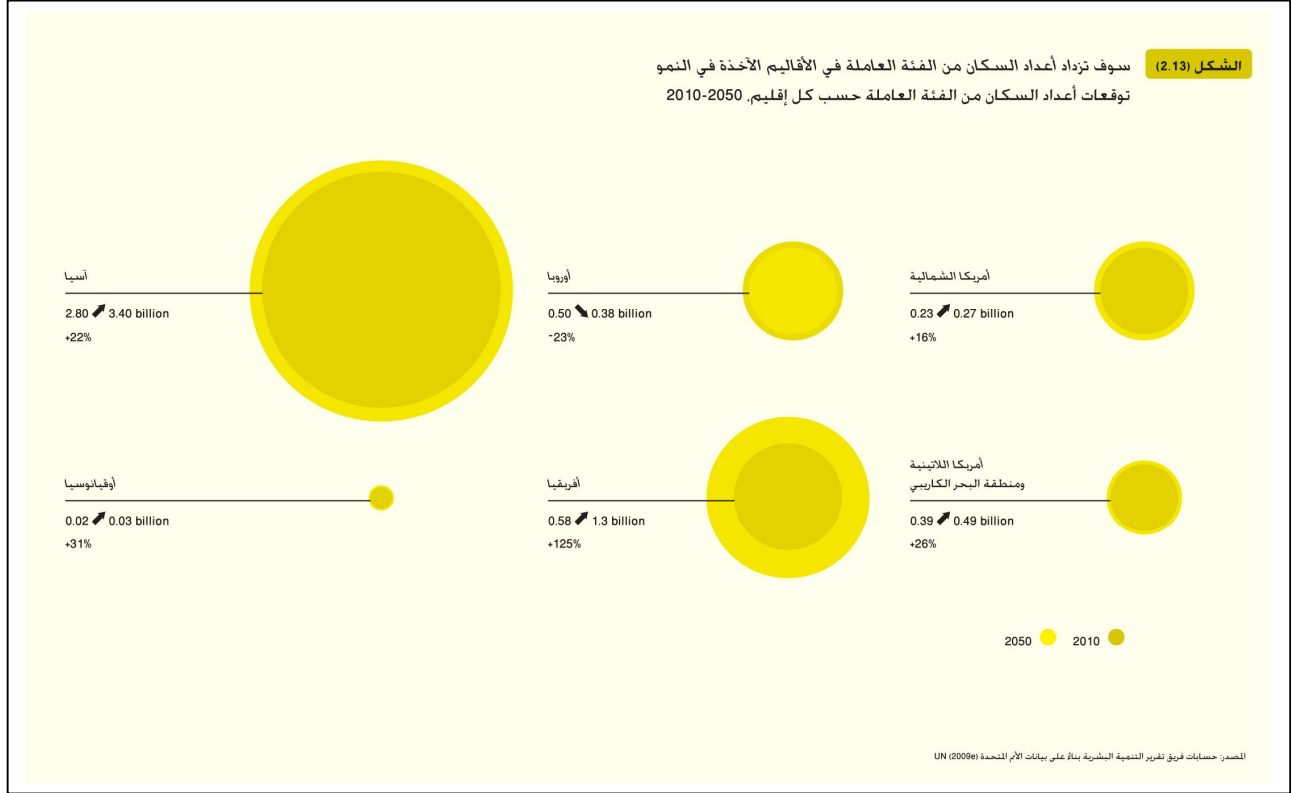 الشكل (2.13) سوف تزداد أعداد السكان من الفئة العاملة في الأقاليم الآخذة في النمو
توقعات أعداد السكان من الفئة العاملة حسب كل إقليم، 2010-2050
أمريكا الشمالية
0.23 ⬈ 0.27 billion
+16%
أوروبا
0.50 ⬊ 0.38 billion
-23%
آسيا
2.80 ⬈ 3.40 billion
+22%
أمريكا اللاتينية
ومنطقة البحر الكاريبي
0.39 ⬈ 0.49 billion
+26%
أفريقيا
0.58 ⬈ 1.3 billion
+125%
أوقيانوسيا
0.02 ⬈ 0.03 billion
+31%
2010 2050
المصدر: حسابات فريق تقرير التنمية البشرية بناءً على بيانات الأمم المتحدة UN (2009e)